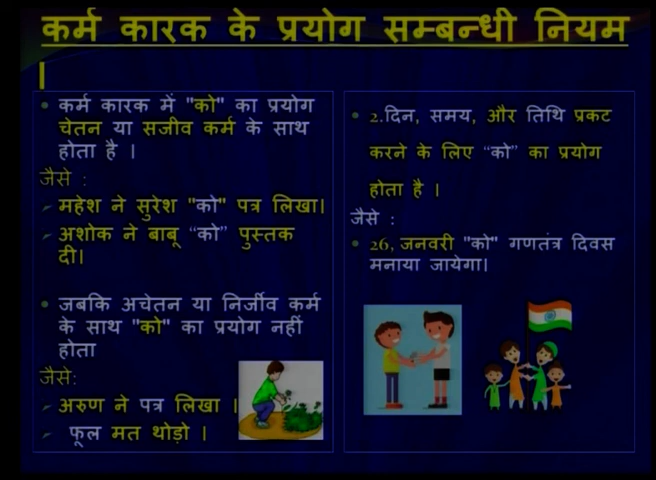 कर्म कारक के प्रयोग सम्बन्धी नियम
।
कर्म कारक में "को" का प्रयोग
चेतन या सजीव कर्म के साथ
होता है ।
जैसे :
महेश ने सुरेश "को" पत्र लिखा।
अशोक ने बाबू “को” पुस्तक
दी।
जबकि अचेतन या निर्जीव कर्म
के साथ "को" का प्रयोग नहीं
होता
जैसे:
अरुण ने पत्र लिखा ।
फूल मत थोड़ो ।
2.दिन, समय, और तिथि प्रकट
करने के लिए “को” का प्रयोग
होता है ।
जैसे :
26, जनवरी "को" गणतंत्र दिवस
मनाया जायेगा।